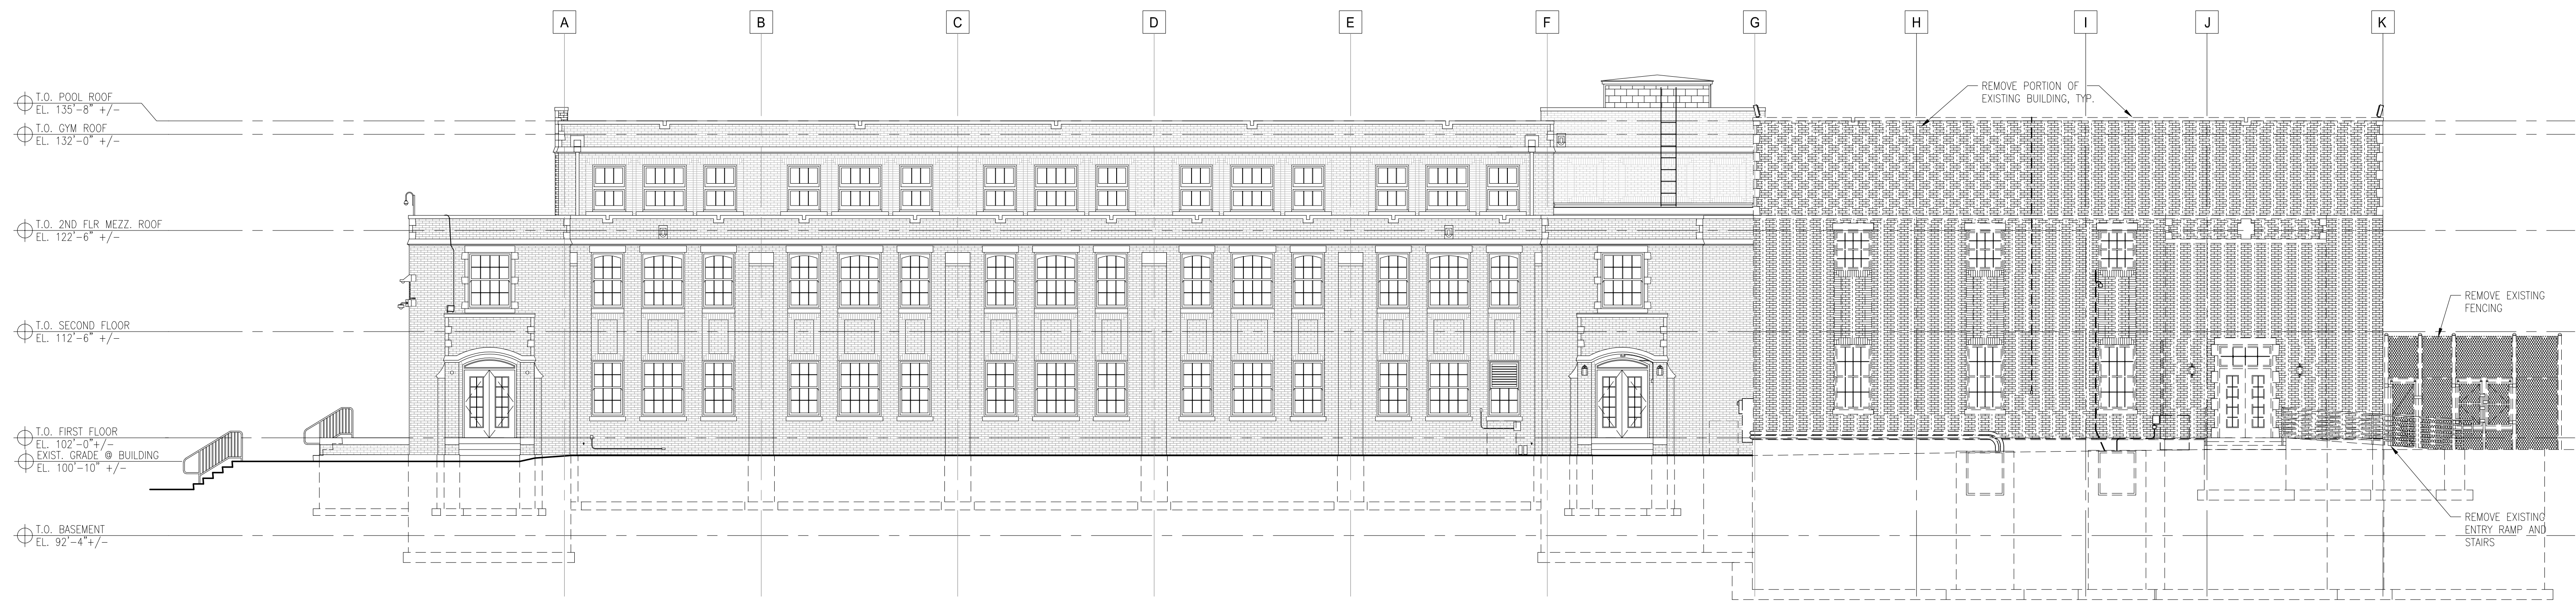 A
B
C
D
E
F
G
H
I
J
K
T.O. POOL ROOF
EL. 135'-8" +/-
T.O. GYM ROOF
EL. 132'-0" +/-
REMOVE PORTION OF
EXISTING BUILDING, TYP.
T.O. 2ND FLR MEZZ. ROOF
EL. 122'-6" +/-
REMOVE EXISTING
FENCING
T.O. SECOND FLOOR
EL. 112'-6" +/-
T.O. FIRST FLOOR
EL. 102'-0"+/-
EXIST. GRADE @ BUILDING
EL. 100'-10" +/-
T.O. BASEMENT
EL. 92'-4"+/-
REMOVE EXISTING
ENTRY RAMP AND
STAIRS